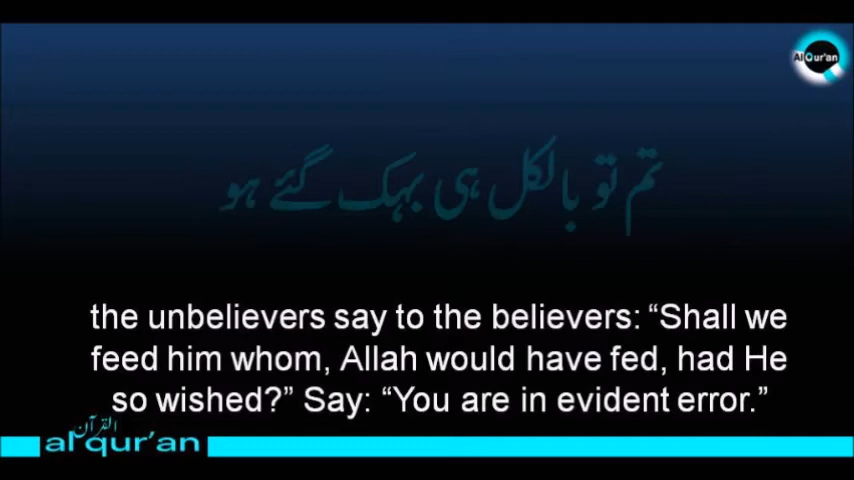 Al Qur'an
تم تو بالکل ہی بہک گئے ہو
the unbelievers say to the believers: “Shall we
feed him whom, Allah would have fed, had He
so wished?” Say: “You are in evident error.”
القرآن
al qur'an